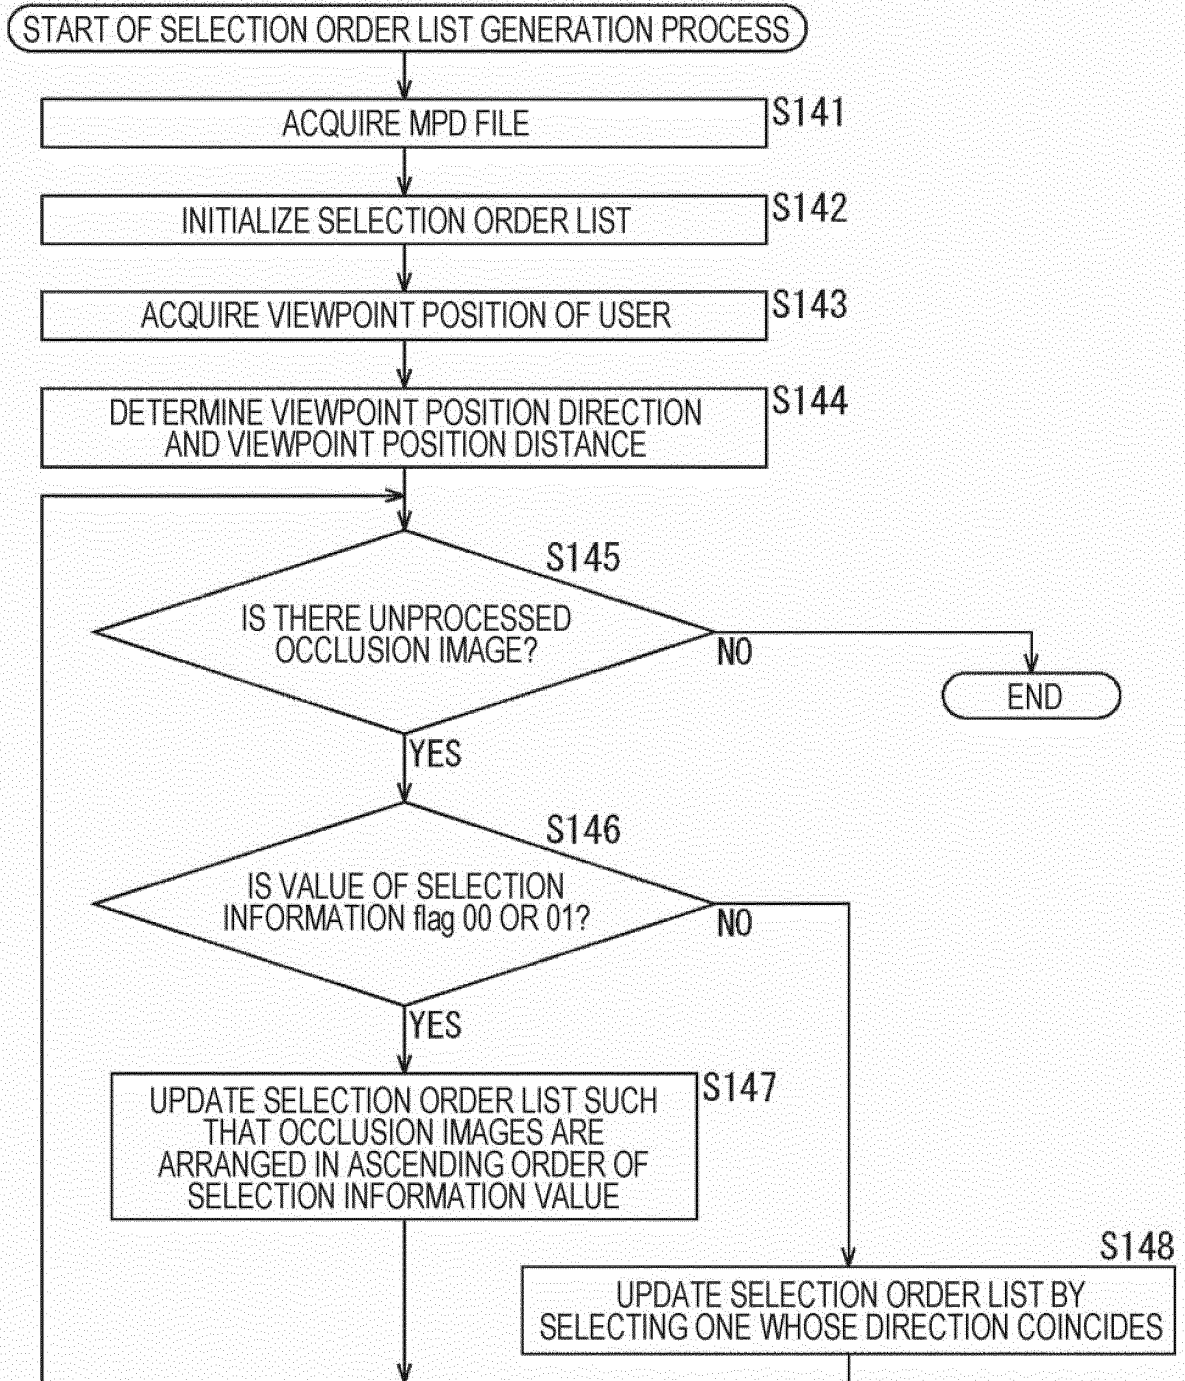 START OF SELECTION ORDER LIST GENERATION PROCESS
ACQUIRE MPD FILE
S141
INITIALIZE SELECTION ORDER LIST
S142
ACQUIRE VIEWPOINT POSITION OF USER
S143
DETERMINE VIEWPOINT POSITION DIRECTION
AND VIEWPOINT POSITION DISTANCE
S144
S145
IS THERE UNPROCESSED
OCCLUSION IMAGE?
NO
END
YES
S146
IS VALUE OF SELECTION
INFORMATION flag 00 OR 01?
NO
YES
S147
UPDATE SELECTION ORDER LIST SUCH
THAT OCCLUSION IMAGES ARE
ARRANGED IN ASCENDING ORDER OF
SELECTION INFORMATION VALUE
S148
UPDATE SELECTION ORDER LIST BY
SELECTING ONE WHOSE DIRECTION COINCIDES